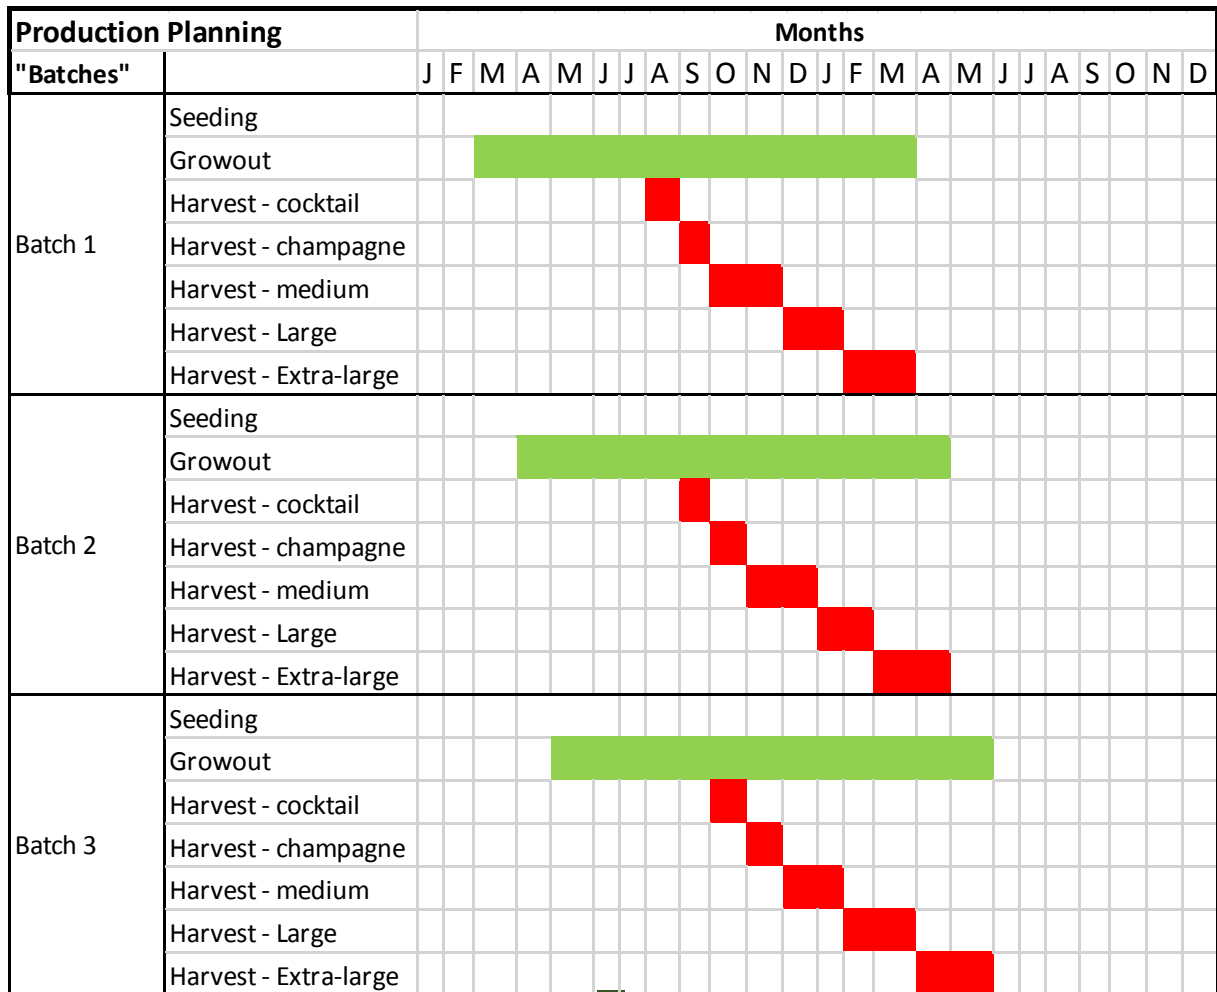 Production Planning Months
"Batches" J F M A M J J A S O N D J F M A M J J A S O N D
Seeding
Growout
Harvest - cocktail
Batch 1 Harvest - champagne
Harvest - medium
Harvest - Large
Harvest - Extra-large
Seeding
Growout
Harvest - cocktail
Batch 2 Harvest - champagne
Harvest - medium
Harvest - Large
Harvest - Extra-large
Seeding
Growout
Harvest - cocktail
Batch 3 Harvest - champagne
Harvest - medium
Harvest - Large
Harvest - Extra-large